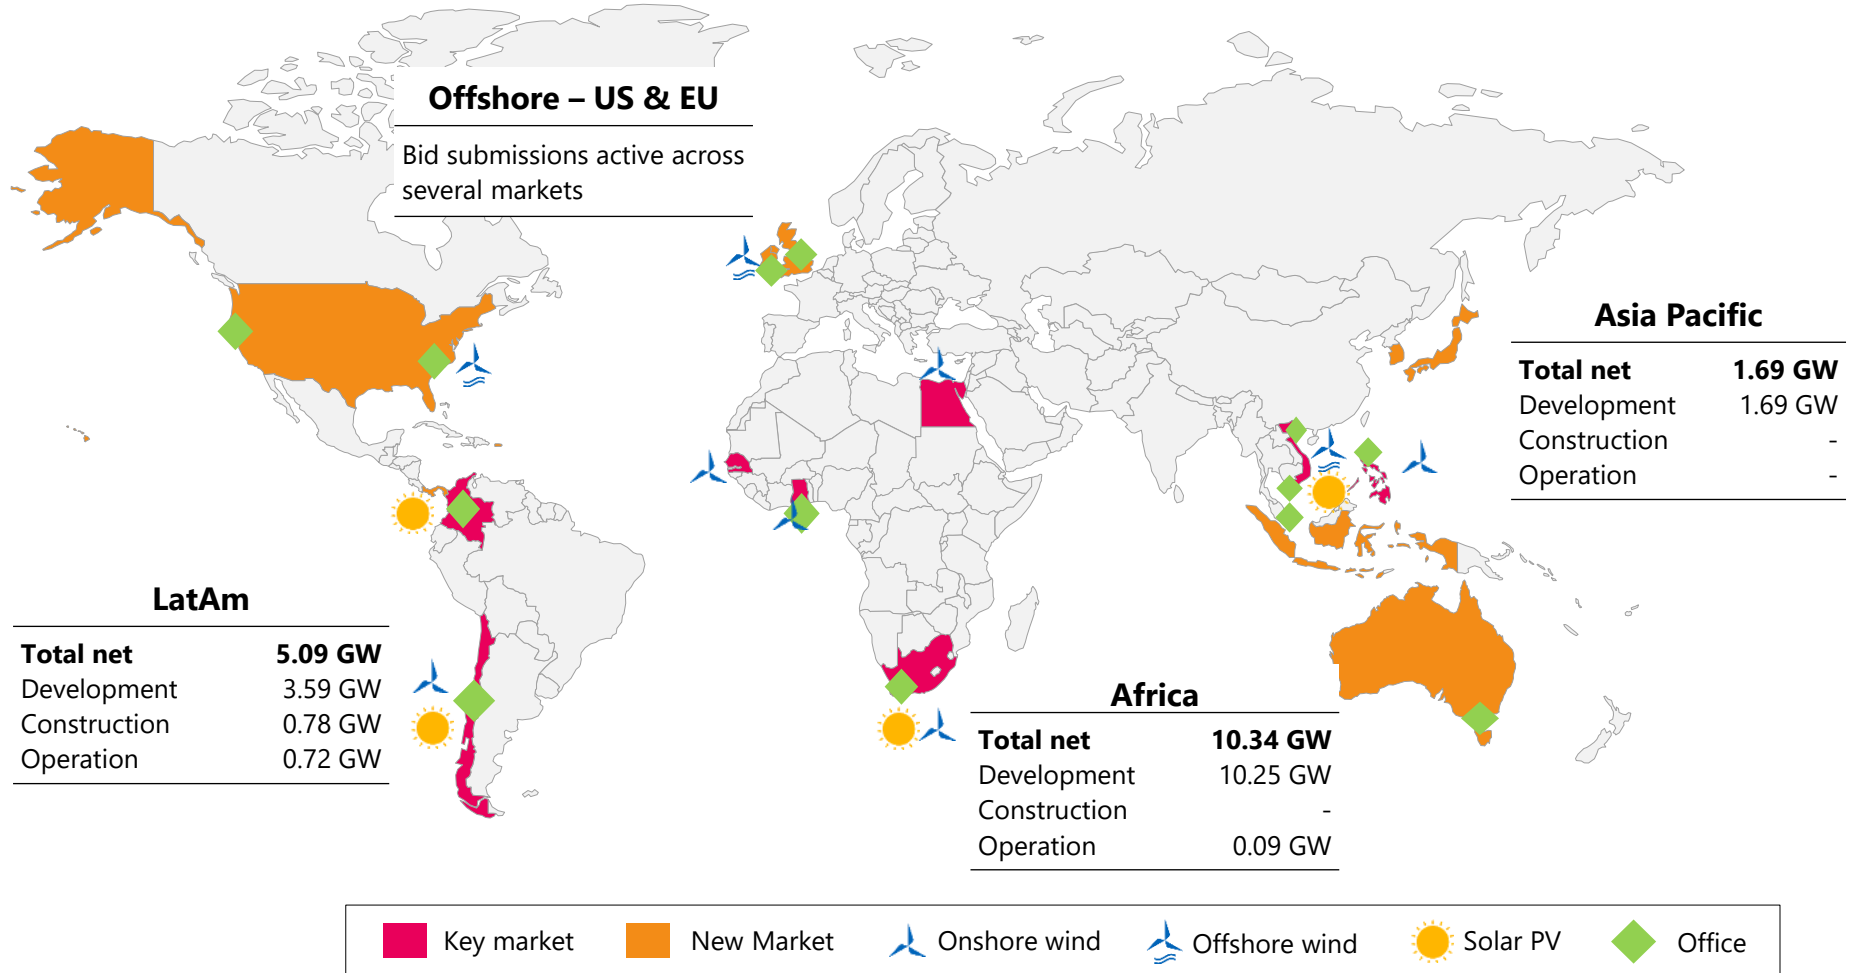 Offshore – US & EU
Bid submissions active across
several markets
Asia Pacific
Total net 1.69 GW
Development 1.69 GW
Construction -
Operation -
LatAm
Total net 5.09 GW
Development 3.59 GW
Construction 0.78 GW
Operation 0.72 GW
Africa
Total net 10.34 GW
Development 10.25 GW
Construction -
Operation 0.09 GW
Key market New Market Onshore wind Offshore wind Solar PV Office